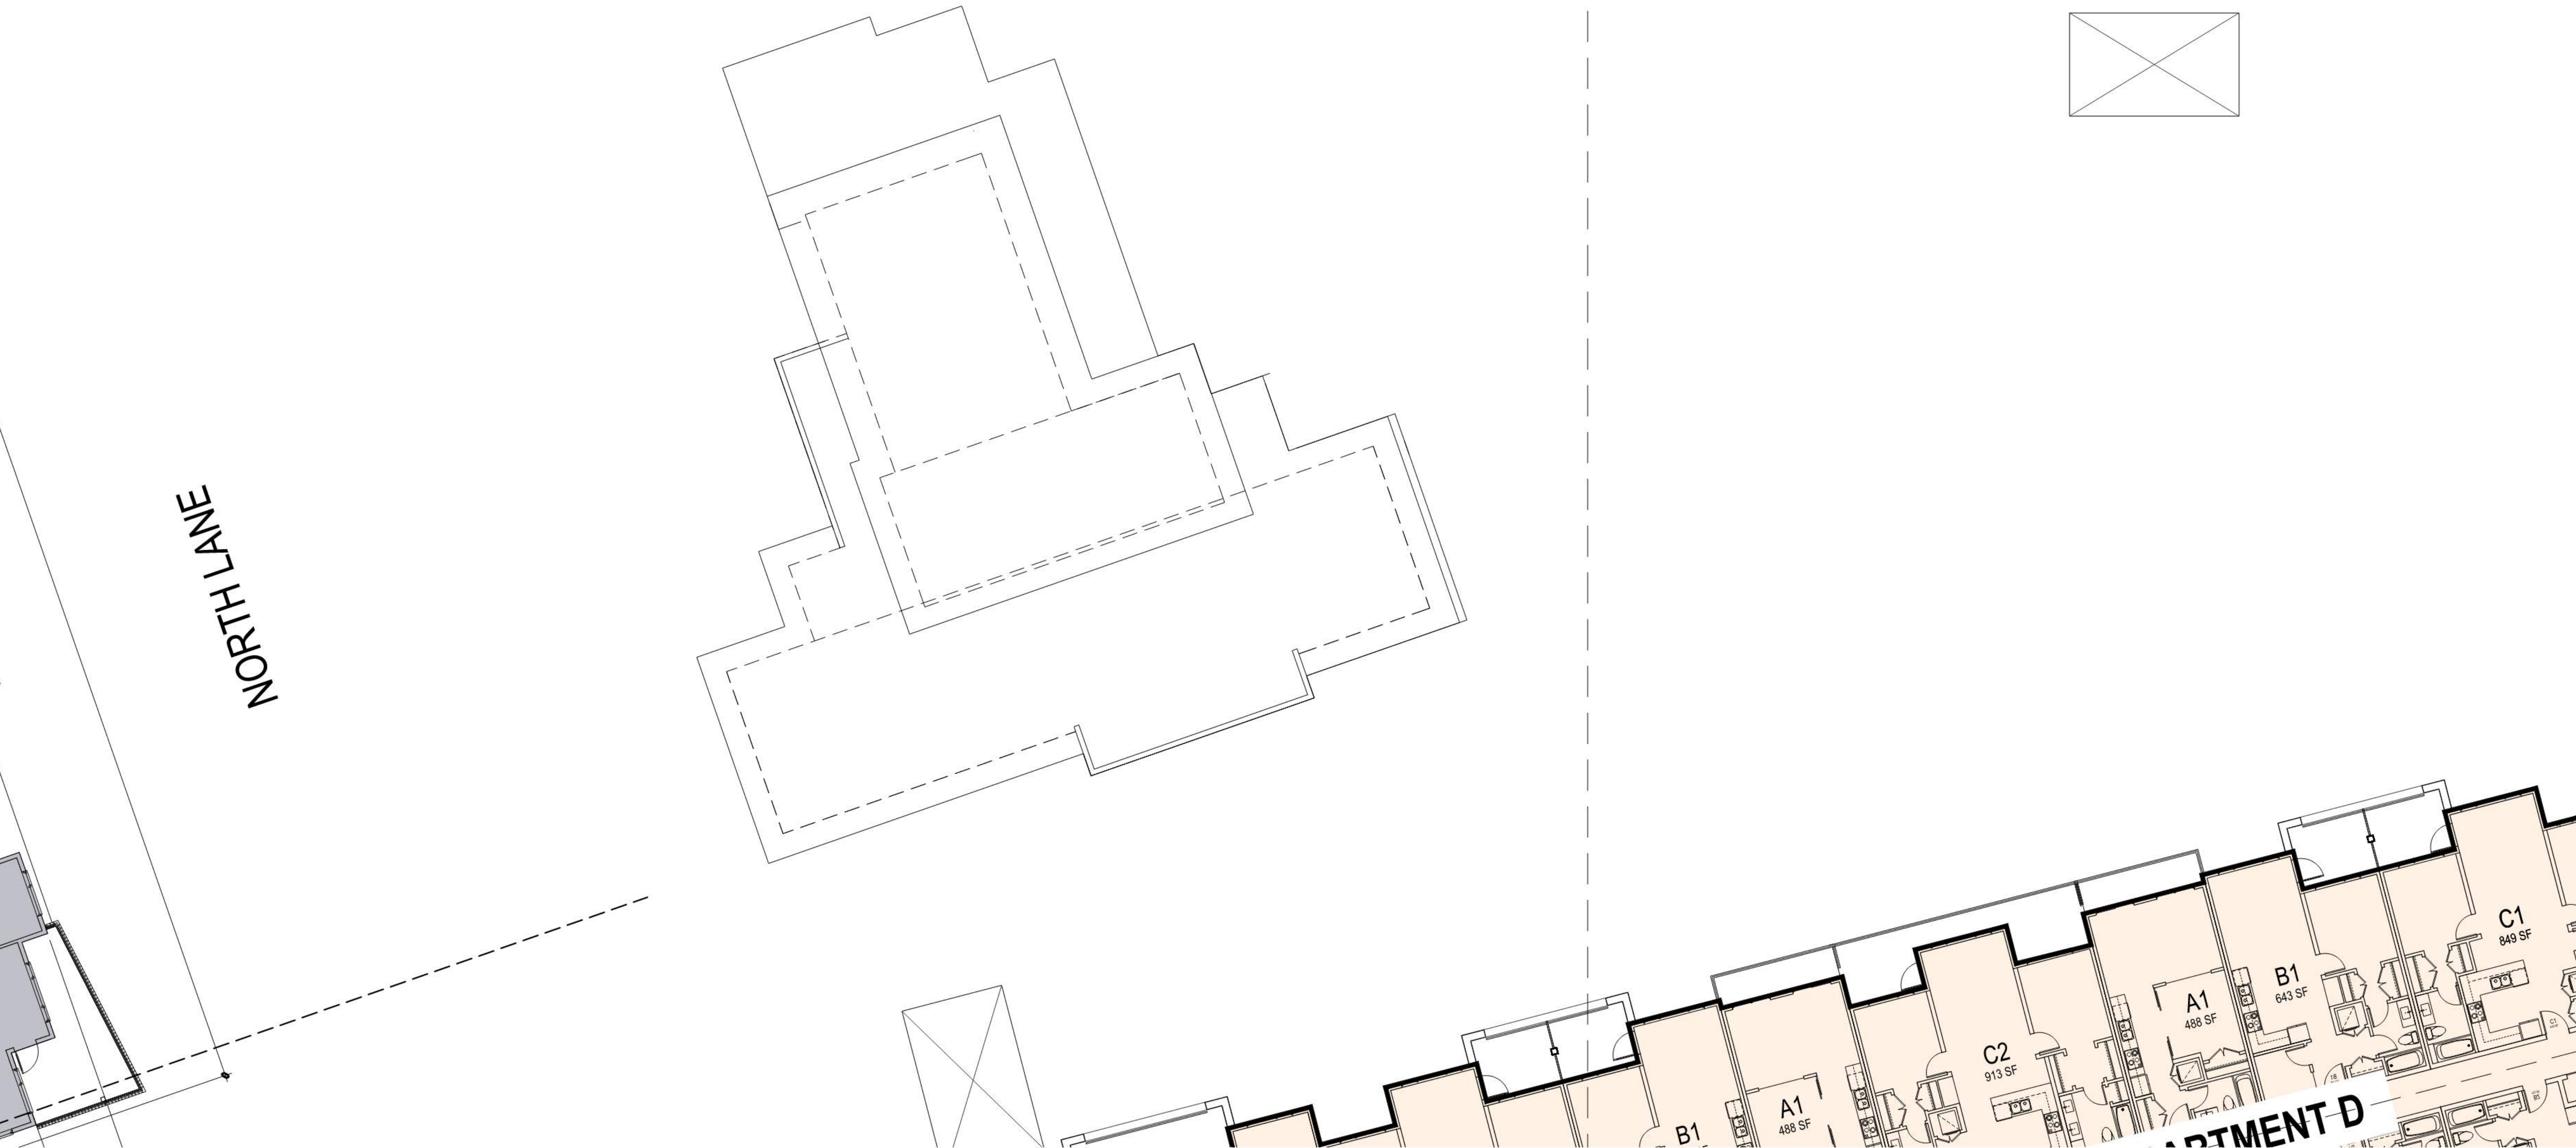 NORTH LANE
C1
849 SF
B1
643 SF
A1
488 SF
C2
913 SF
A1
488 SF
B1
ARTMENT D